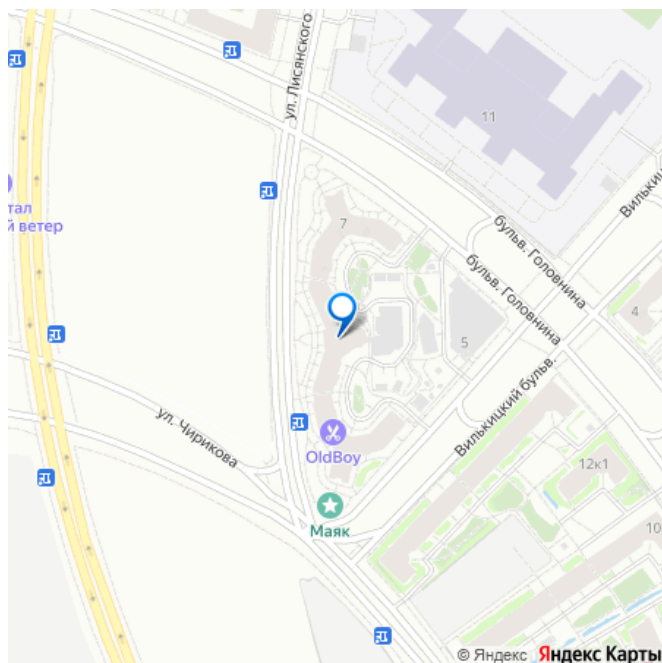 ул. Лисянского
11
Вилькиц
тал
й ветер
7
бульв. Головнина
бульв. Головнина
4
5
Вилькицкий бульв.
ул. Чирикова
OldBoy
12к1
Маяк
10
© Яндекс Яндекс Карты